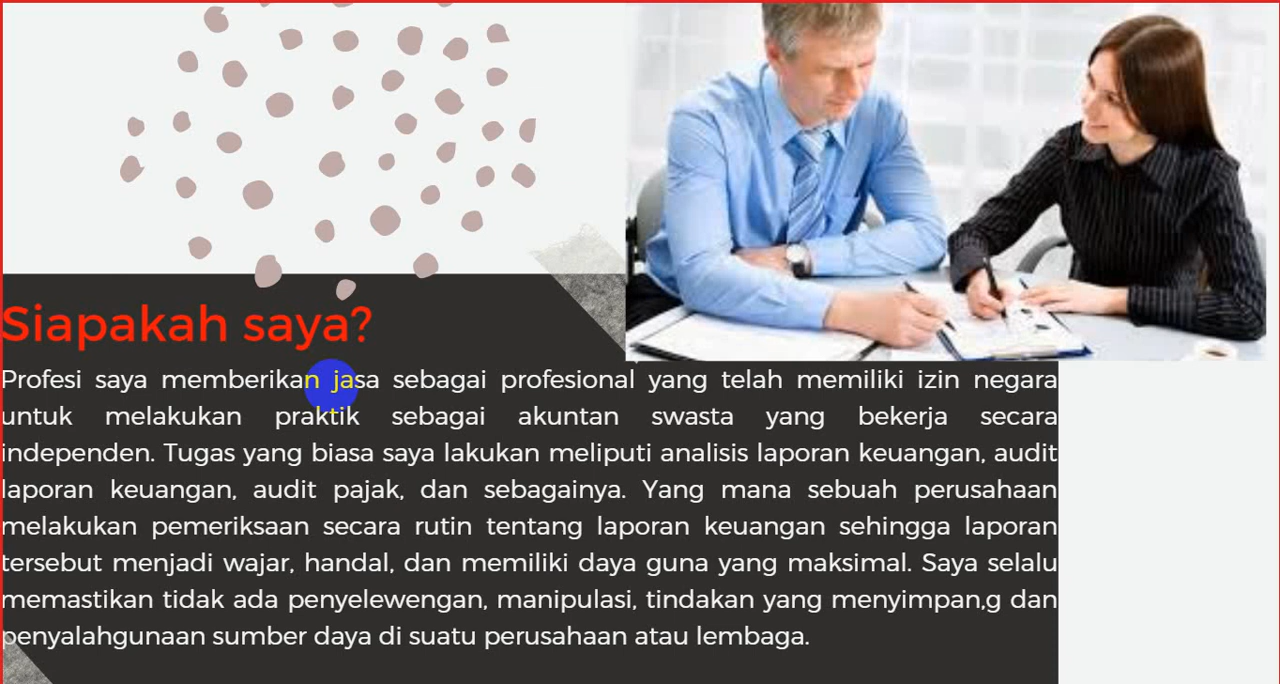 Siapakah saya?
Profesi saya memberikan jasa sebagai profesional yang telah memiliki izin negara
untuk melakukan praktik sebagai akuntan swasta yang bekerja secara
independen. Tugas yang biasa saya lakukan meliputi analisis laporan keuangan, audit
laporan keuangan, audit pajak, dan sebagainya. Yang mana sebuah perusahaan
melakukan pemeriksaan secara rutin tentang laporan keuangan sehingga laporan
tersebut menjadi wajar, handal, dan memiliki daya guna yang maksimal. Saya selalu
memastikan tidak ada penyelewengan, manipulasi, tindakan yang menyimpan,g dan
penyalahgunaan sumber daya di suatu perusahaan atau lembaga.